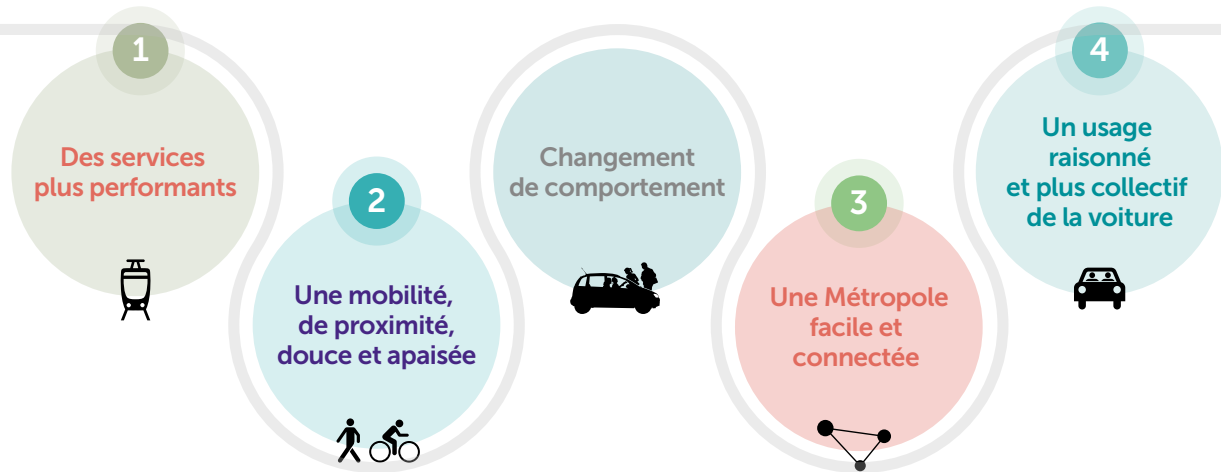 1
Des services
plus performants
2
Une mobilité,
de proximité,
douce et apaisée
Changement
de comportement
3
Une Métropole
facile et
connectée
4
Un usage
raisonné
et plus collectif
de la voiture